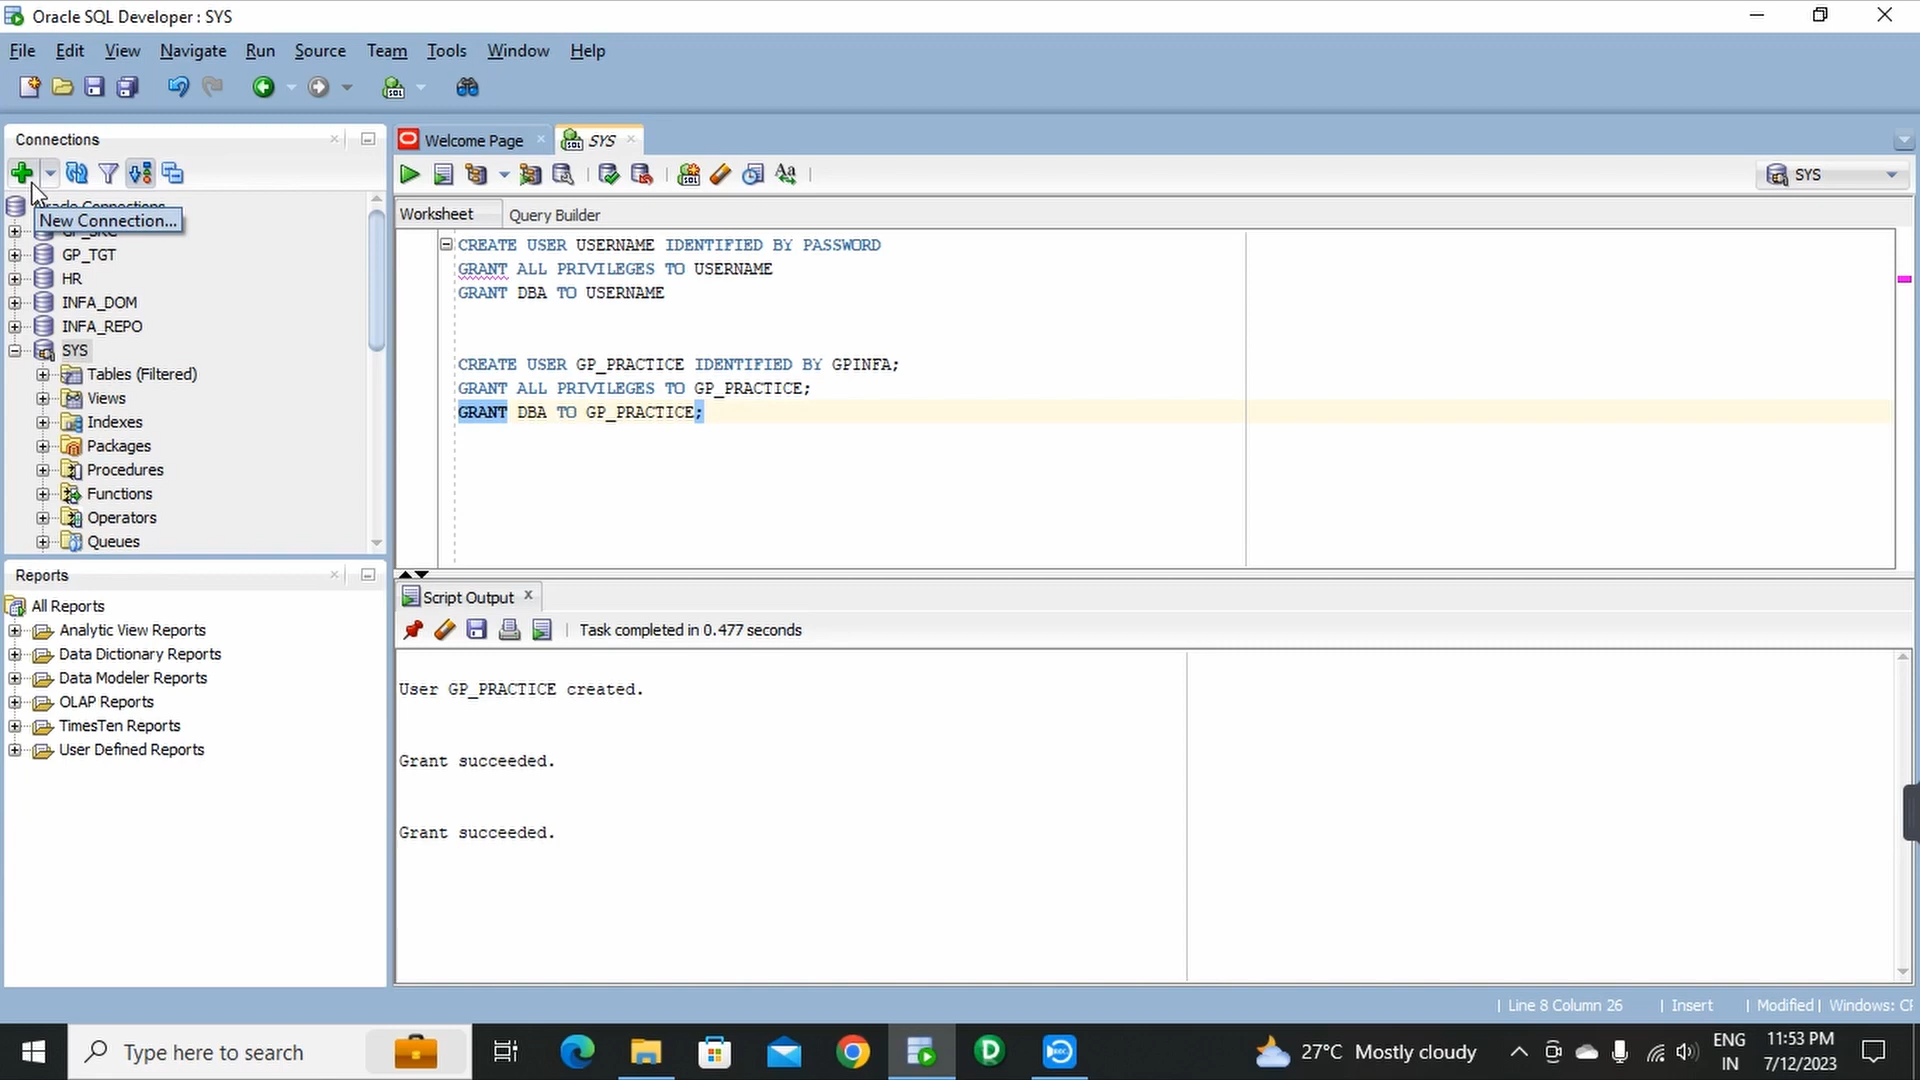 Oracle SQL Developer : SYS
File Edit View Navigate Run Source Team Tools Window Help
Connections
Welcome Page
SYS
SYS
New Connection...
GP_TGT
HR
INFA_DOM
INFA_REPO
SYS
Tables (Filtered)
Views
Indexes
Packages
Procedures
Functions
Operators
Queues
Worksheet
Query Builder
CREATE USER USERNAME IDENTIFIED BY PASSWORD
GRANT ALL PRIVILEGES TO USERNAME
GRANT DBA TO USERNAME
CREATE USER GP_PRACTICE IDENTIFIED BY GPINFA;
GRANT ALL PRIVILEGES TO GP_PRACTICE;
GRANT DBA TO GP_PRACTICE;
Reports
All Reports
Analytic View Reports
Data Dictionary Reports
Data Modeler Reports
OLAP Reports
TimesTen Reports
User Defined Reports
Script Output
Task completed in 0.477 seconds
User GP_PRACTICE created.
Grant succeeded.
Grant succeeded.
| Line 8 Column 26 | Insert | Modified | Windows:
Type here to search
27°C Mostly cloudy
ENG
IN
11:53 PM
7/12/2023